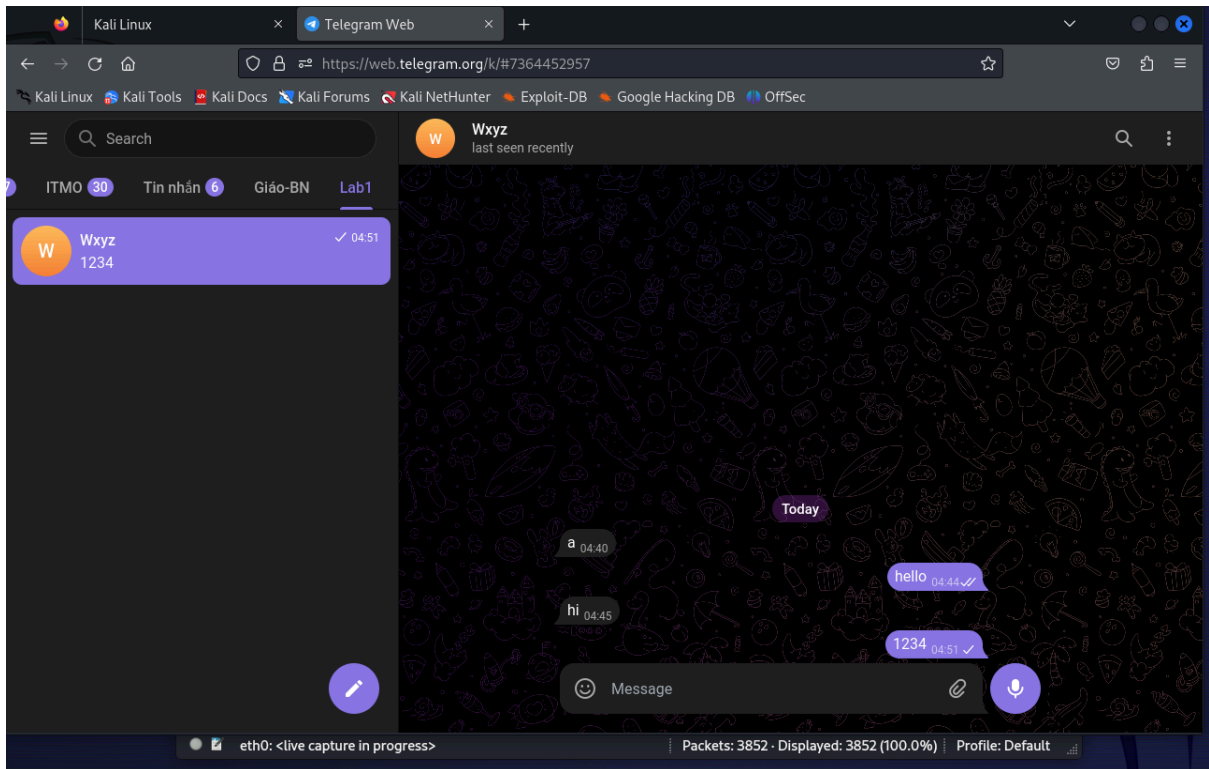 Kali Linux
Telegram Web
https://web.telegram.org/k/#7364452957
Kali Linux Kali Tools Kali Docs Kali Forums Kali NetHunter Exploit-DB Google Hacking DB OffSec
Search
Wxyz
last seen recently
7 ITMO 30 Tin nhắn 6 Giáo-BN Lab1
W
Wxyz 04:51
1234
W
Today
a 04:40
hello 04:44
hi 04:45
1234 04:51
Message
eth0: <live capture in progress> Packets: 3852 · Displayed: 3852 (100.0%) Profile: Default